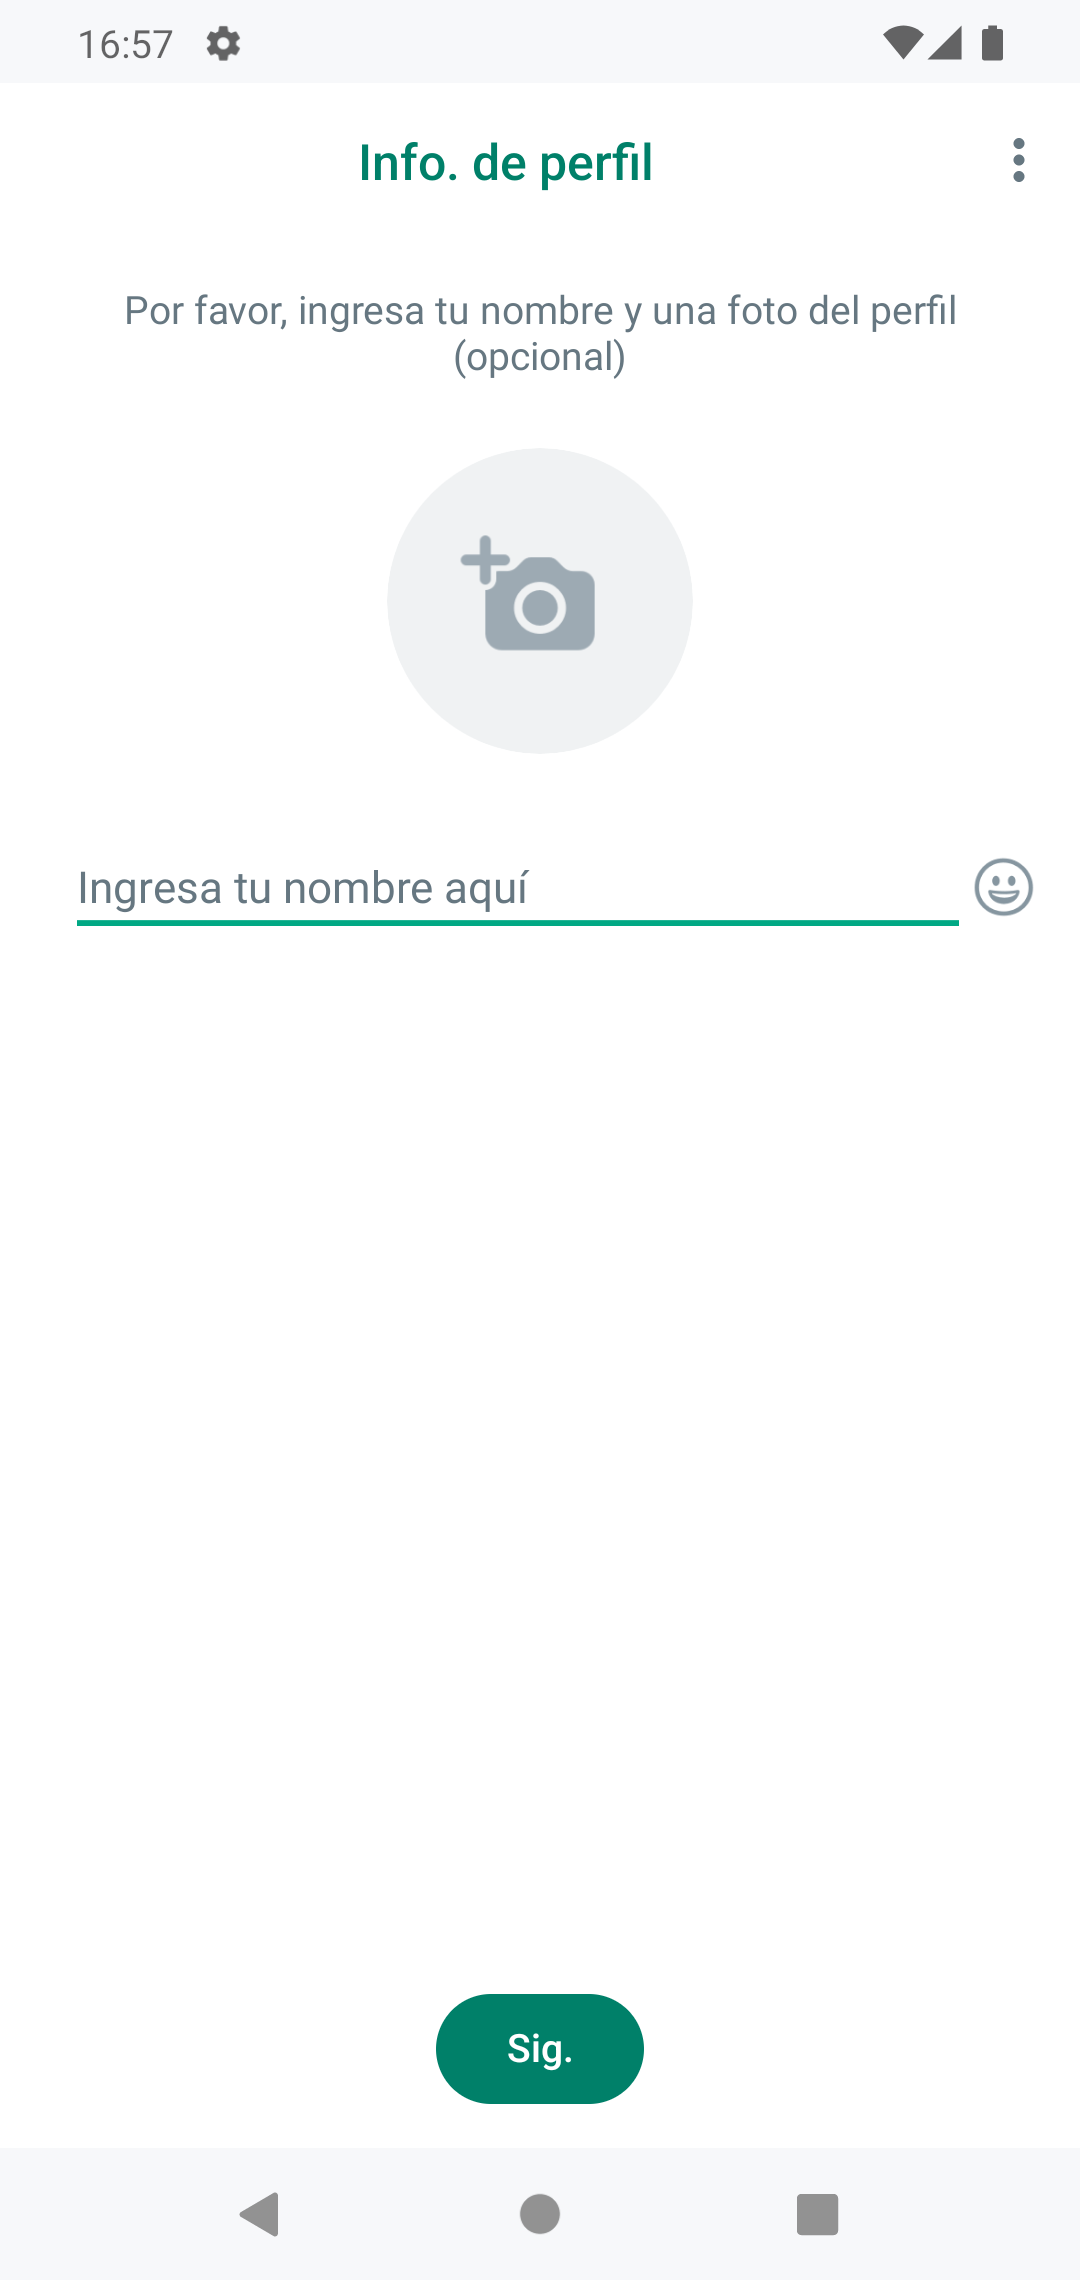 16:57
Info. de perfil
Por favor, ingresa tu nombre y una foto del perfil
(opcional)
Ingresa tu nombre aquí
Sig.